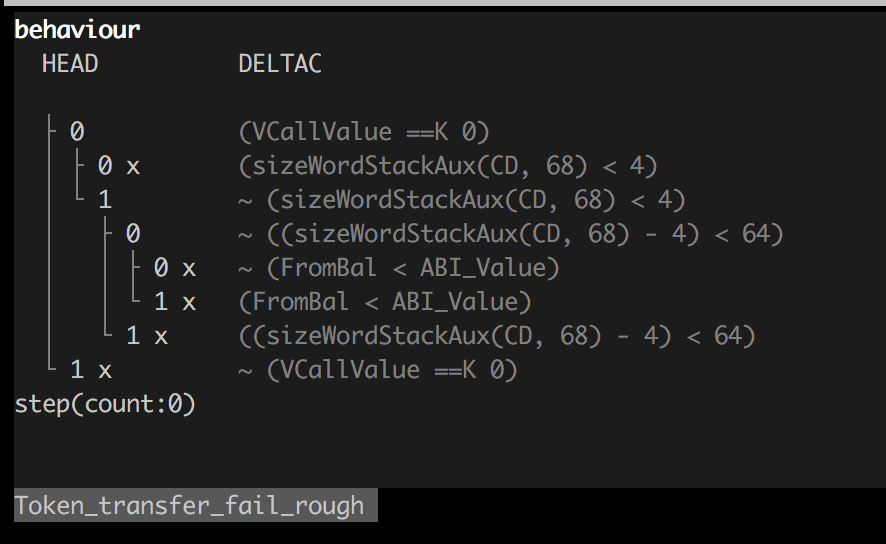 behaviour
HEAD DELTAC
0 (VCallValue ==K 0)
0 x (sizeWordStackAux(CD, 68) < 4)
1 ~ (sizeWordStackAux(CD, 68) < 4)
0 ~ ((sizeWordStackAux(CD, 68) - 4) < 64)
0 x ~ (FromBal < ABI_Value)
1 x (FromBal < ABI_Value)
1 x ((sizeWordStackAux(CD, 68) - 4) < 64)
1 x ~ (VCallValue ==K 0)
step(count:0)
Token_transfer_fail_rough